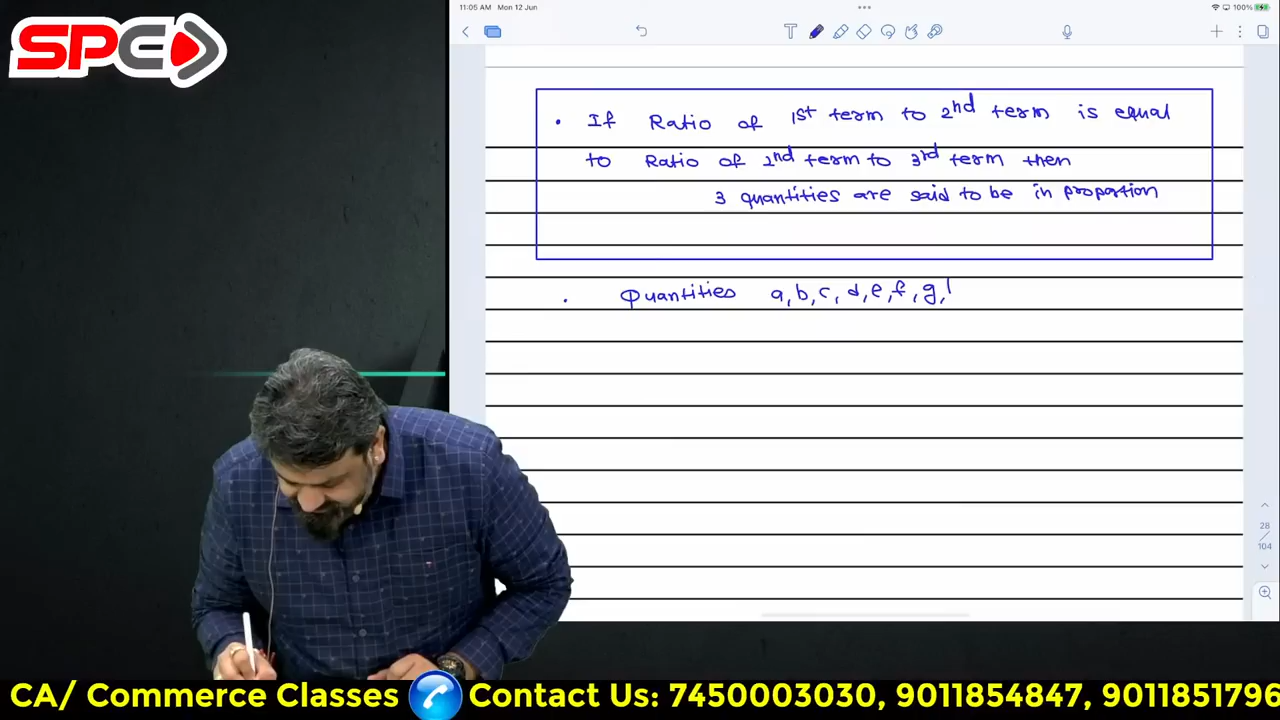 11:05 AM Mon 12 Jun
100%
SPE
• If Ratio of 1st term to 2nd term is equal
to Ratio of 2nd term to 3rd term then
3 quantities are said to be in proportion
• Quantities a, b, c, d, e, f, g,
28
104
CA/ Commerce Classes Contact Us: 7450003030, 9011854847, 9011851796